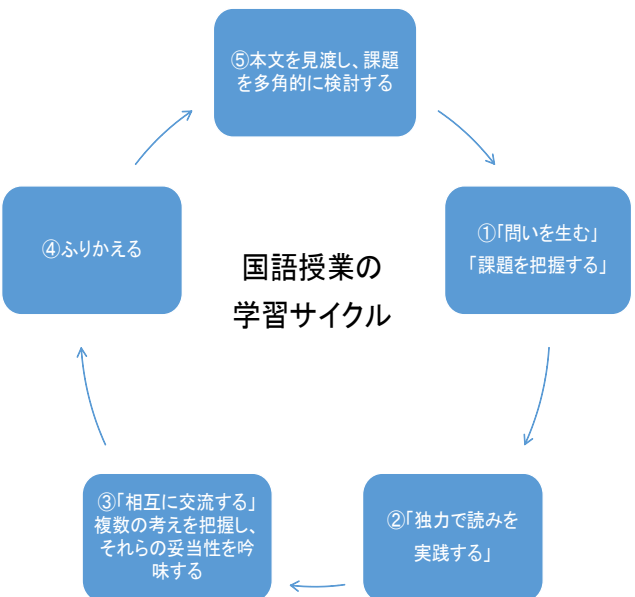 ⑤本文を見渡し、課題
を多角的に検討する
①「問いを生む」
「課題を把握する」
④ふりかえる
国語授業の
学習サイクル
③「相互に交流する」
複数の考えを把握し、
それらの妥当性を吟
味する
②「独力で読みを
実践する」